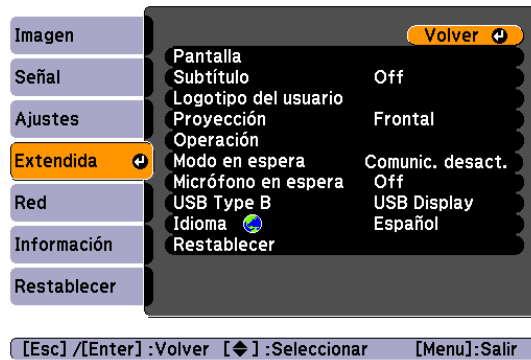 Imagen
Señal
Ajustes
Extendida
Red
Información
Restablecer
Volver
Pantalla
Subtítulo Off
Logotipo del usuario
Proyección Frontal
Operación
Modo en espera Comunic. desact.
Micrófono en espera Off
USB Type B USB Display
Idioma Español
Restablecer
[Esc] /[Enter] :Volver [◆] :Seleccionar [Menu]:Salir